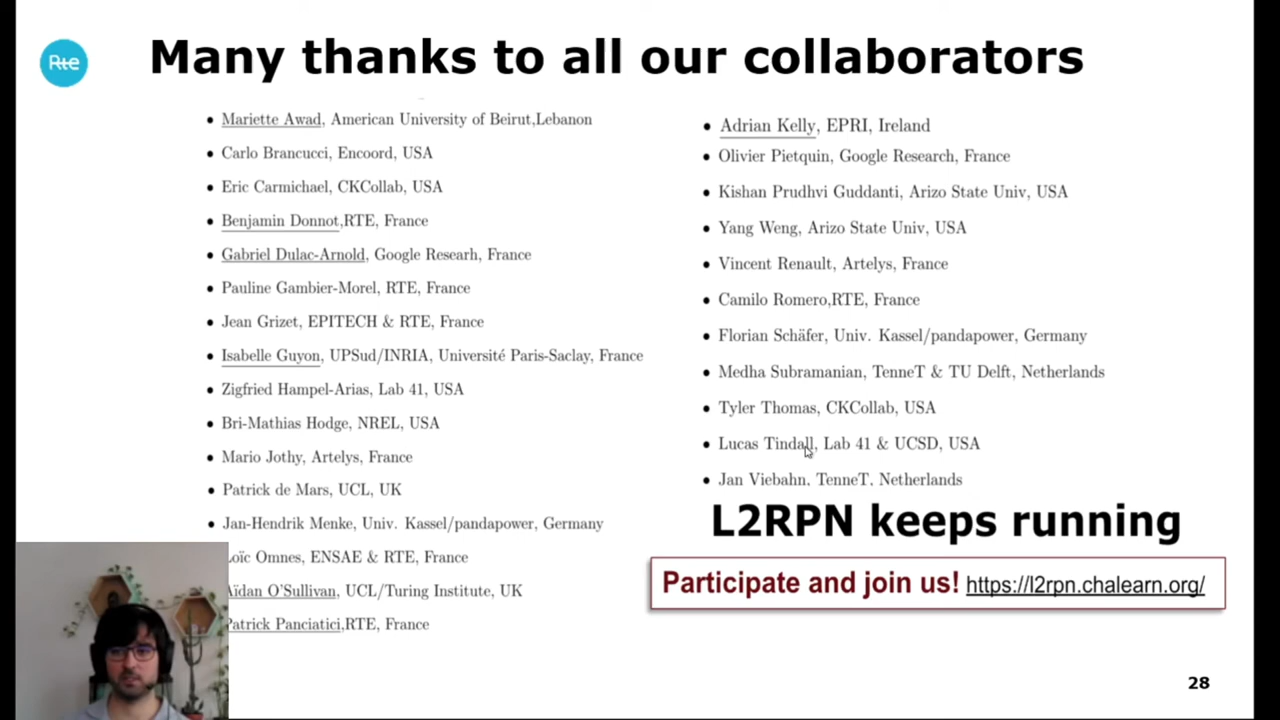 Rte
Many thanks to all our collaborators
• Mariette Awad, American University of Beirut,Lebanon
• Carlo Brancucci, Encoord, USA
• Eric Carmichael, CKCollab, USA
• Benjamin Donnot,RTE, France
• Gabriel Dulac-Arnold, Google Researh, France
• Pauline Gambier-Morel, RTE, France
• Jean Grizet, EPITECH & RTE, France
• Isabelle Guyon, UPSud/INRIA, Université Paris-Saclay, France
• Zigfried Hampel-Arias, Lab 41, USA
• Bri-Mathias Hodge, NREL, USA
• Mario Jothy, Artelys, France
• Patrick de Mars, UCL, UK
• Jan-Hendrik Menke, Univ. Kassel/pandapower, Germany
Loïc Omnes, ENSAE & RTE, France
Aïdan O'Sullivan, UCL/Turing Institute, UK
Patrick Panciatici,RTE, France
• Adrian Kelly, EPRI, Ireland
• Olivier Pietquin, Google Research, France
• Kishan Prudhvi Guddanti, Arizo State Univ, USA
• Yang Weng, Arizo State Univ, USA
• Vincent Renault, Artelys, France
• Camilo Romero,RTE, France
• Florian Schäfer, Univ. Kassel/pandapower, Germany
• Medha Subramanian, TenneT & TU Delft, Netherlands
• Tyler Thomas, CKCollab, USA
• Lucas Tindall, Lab 41 & UCSD, USA
• Jan Viebahn, TenneT, Netherlands
L2RPN keeps running
Participate and join us! https://l2rpn.chalearn.org/
28